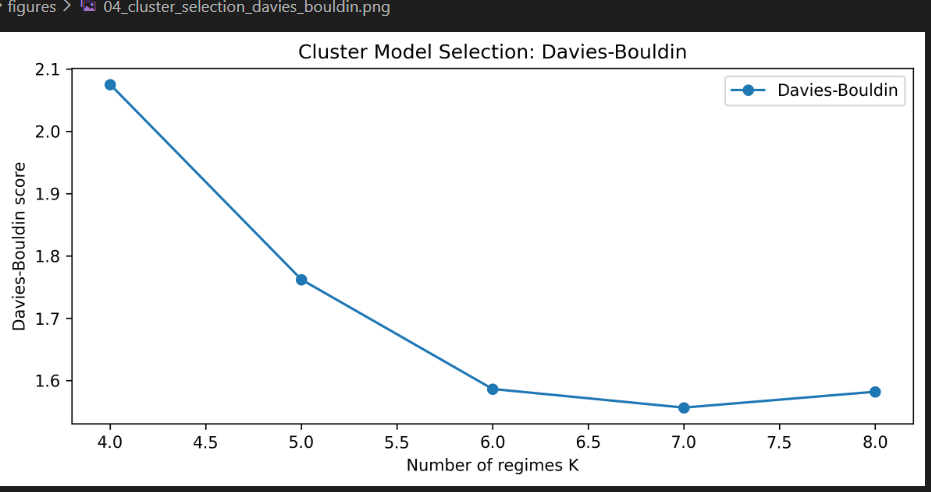 figures > 04_cluster_selection_davies_bouldin.png
Cluster Model Selection: Davies-Bouldin
Davies-Bouldin
Davies-Bouldin score
2.1
2.0
1.9
1.8
1.7
1.6
4.0 4.5 5.0 5.5 6.0 6.5 7.0 7.5 8.0
Number of regimes K